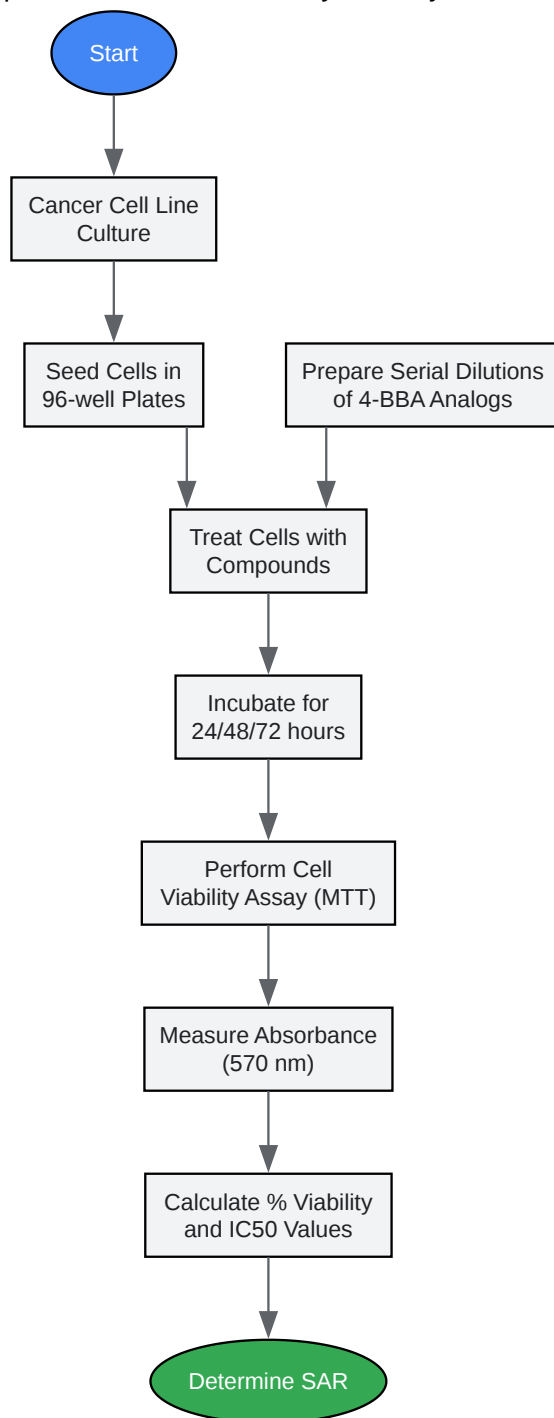 Start
Cancer Cell Line
Culture
Seed Cells in
96-well Plates
Prepare Serial Dilutions
of 4-BBA Analogs
Treat Cells with
Compounds
Incubate for
24/48/72 hours
Perform Cell
Viability Assay (MTT)
Measure Absorbance
(570 nm)
Calculate % Viability
and IC50 Values
Determine SAR